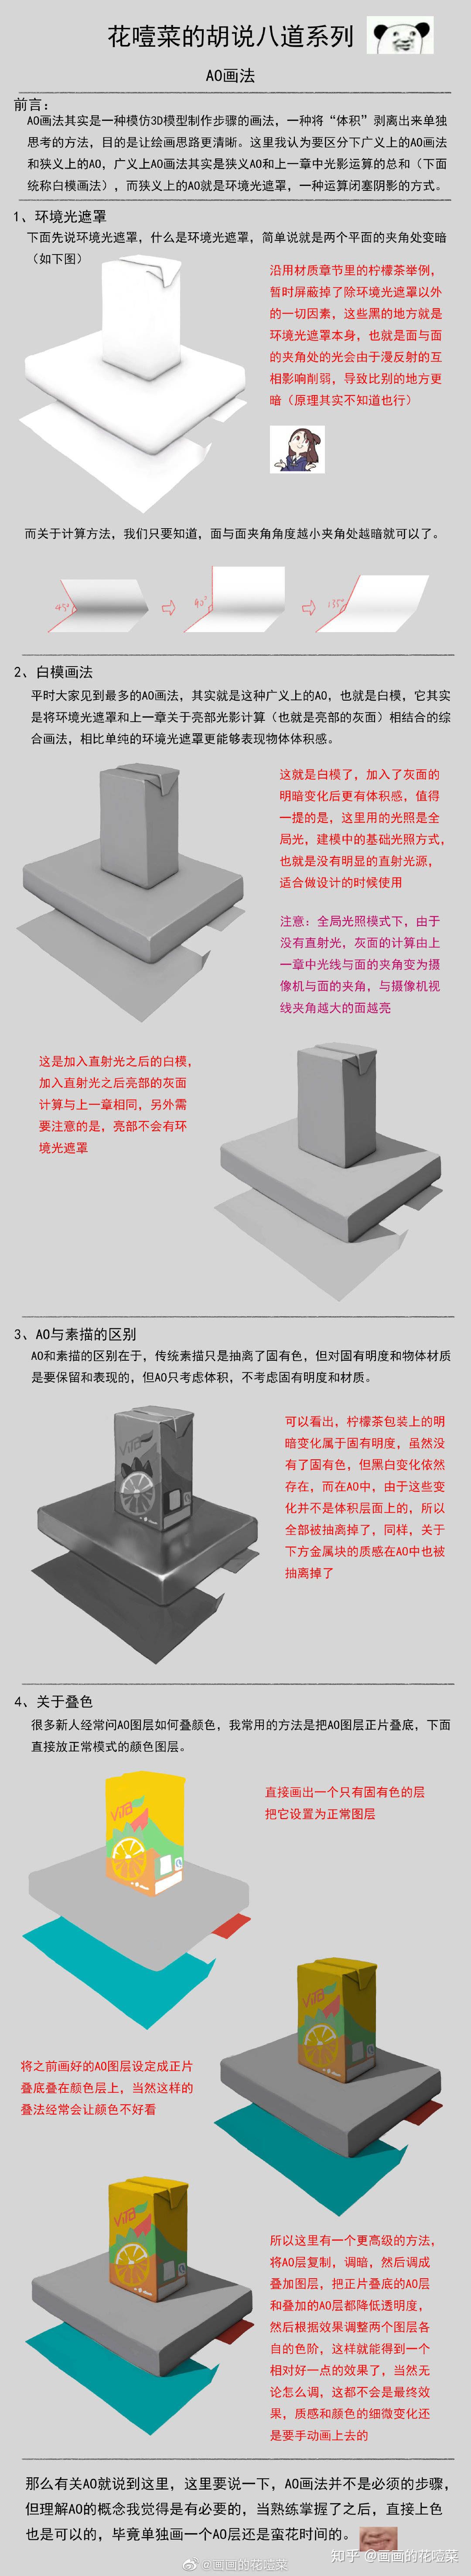 花噎菜的胡说八道系列
AO画法
前言：
AO画法其实是一种模仿3D模型制作步骤的画法，一种将“体积”剥离出来单独
思考的方法，目的是让绘画思路更清晰。这里我认为要区分下广义上的AO画法
和狭义上的AO，广义上AO画法其实是狭义AO和上一章中光影运算的总和（下面
统称白模画法），而狭义上的AO就是环境光遮罩，一种运算闭塞阴影的方式。
1、环境光遮罩
下面先说环境光遮罩，什么是环境光遮罩，简单说就是两个平面的夹角处变暗
（如下图）
沿用材质章节里的柠檬茶举例，
暂时屏蔽掉了除环境光遮罩以外
的一切因素，这些黑的地方就是
环境光遮罩本身，也就是面与面
的夹角处的光会由于漫反射的互
相影响削弱，导致比别的地方更
暗（原理其实不知道也行）
而关于计算方法，我们只要知道，面与面夹角角度越小夹角处越暗就可以了。
45°
90°
135°
2、白模画法
平时大家见到最多的AO画法，其实就是这种广义上的AO，也就是白模，它其实
是将环境光遮罩和上一章关于亮部光影计算（也就是亮部的灰面）相结合的综
合画法，相比单纯的环境光遮罩更能够表现物体体积感。
这就是白模了，加入了灰面的
明暗变化后更有体积感，值得
一提的是，这里用的光照是全
局光，建模中的基础光照方式，
也就是没有明显的直射光源，
适合做设计的时候使用
注意：全局光照模式下，由于
没有直射光，灰面的计算由上
一章中光线与面的夹角变为摄
像机与面的夹角，与摄像机视
线夹角越大的面越亮
这是加入直射光之后的白模，
加入直射光之后亮部的灰面
计算与上一章相同，另外需
要注意的是，亮部不会有环
境光遮罩
3、AO与素描的区别
AO和素描的区别在于，传统素描只是抽离了固有色，但对固有明度和物体材质
是要保留和表现的，但AO只考虑体积，不考虑固有明度和材质。
ViTa
可以看出，柠檬茶包装上的明
暗变化属于固有明度，虽然没
有了固有色，但黑白变化依然
存在，而在AO中，由于这些变
化并不是体积层面上的，所以
全部被抽离掉了，同样，关于
下方金属块的质感在AO中也被
抽离掉了
4、关于叠色
很多新人经常问AO图层如何叠颜色，我常用的方法是把AO图层正片叠底，下面
直接放正常模式的颜色图层。
ViTa
直接画出一个只有固有色的层
把它设置为正常图层
ViTa
将之前画好的AO图层设定成正片
叠底叠在颜色层上，当然这样的
叠法经常会让颜色不好看
ViTa
所以这里有一个更高级的方法，
将AO层复制，调暗，然后调成
叠加图层，把正片叠底的AO层
和叠加的AO层都降低透明度，
然后根据效果调整两个图层各
自的色阶，这样就能得到一个
相对好一点的效果了，当然无
论怎么调，这都不会是最终效
果，质感和颜色的细微变化还
是要手动画上去的
那么有关AO就说到这里，这里要说一下，AO画法并不是必须的步骤，
但理解AO的概念我觉得是有必要的，当熟练掌握了之后，直接上色
也是可以的，毕竟单独画一个AO层还是蛮花时间的。
知乎 @画画的花噎菜
@画画的花噎菜